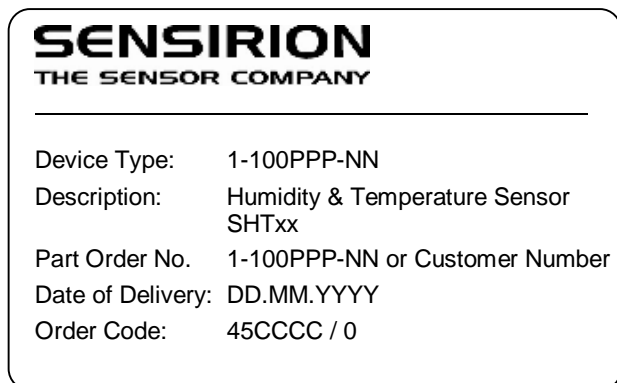 SENSIRION
THE SENSOR COMPANY
Device Type: 1-100PPP-NN
Description: Humidity & Temperature Sensor
SHTxx
Part Order No. 1-100PPP-NN or Customer Number
Date of Delivery: DD.MM.YYYY
Order Code: 45CCCC / 0